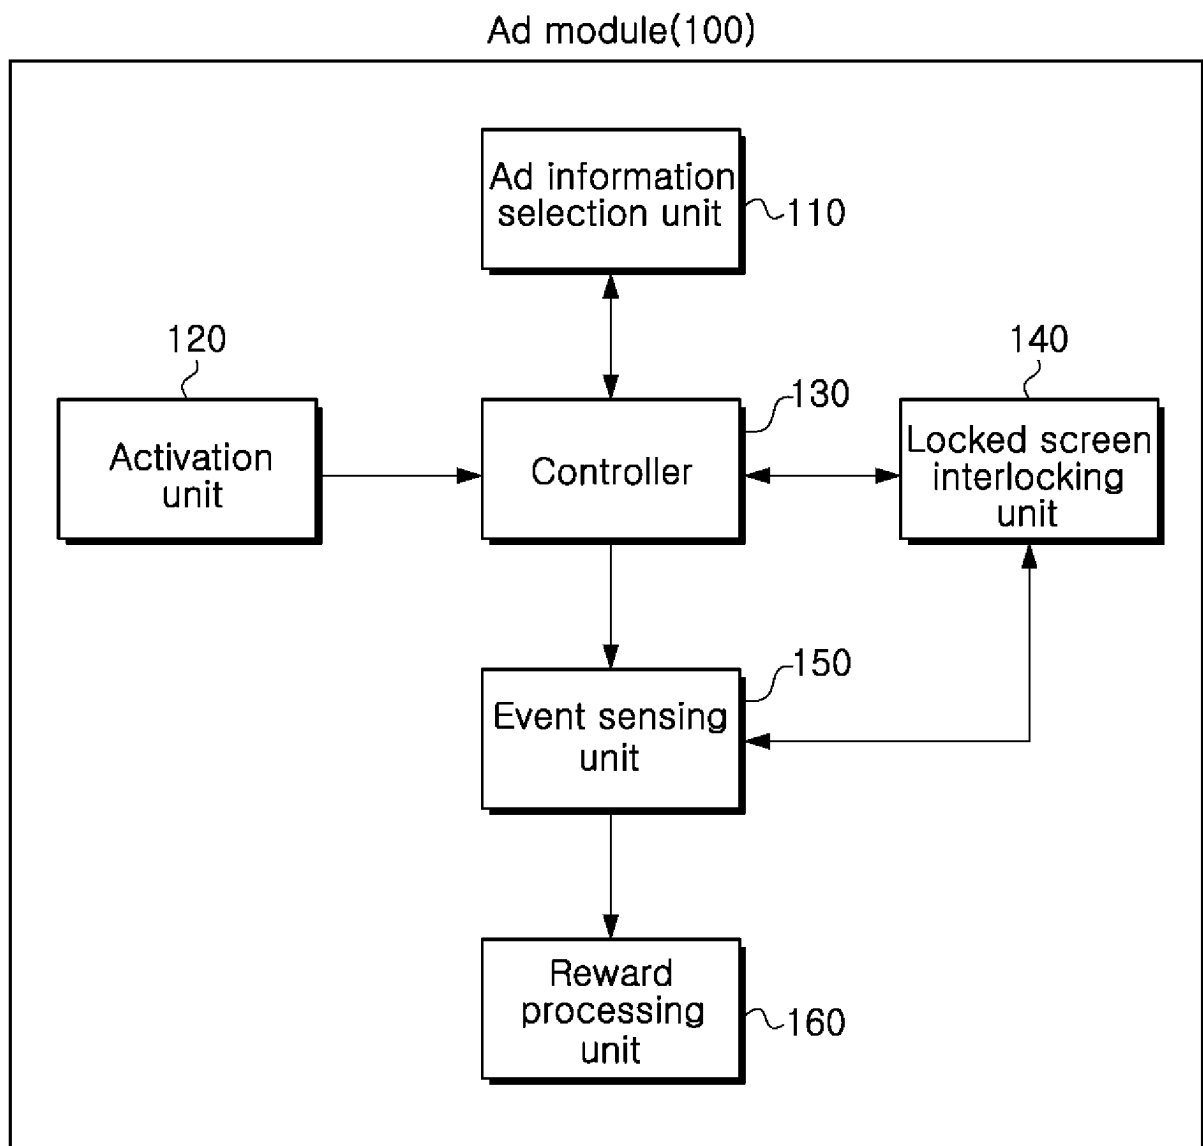 Ad module(100)
Ad information
selection unit
110
120
Activation
unit
130
Controller
140
Locked screen
interlocking
unit
150
Event sensing
unit
Reward
processing
unit
160